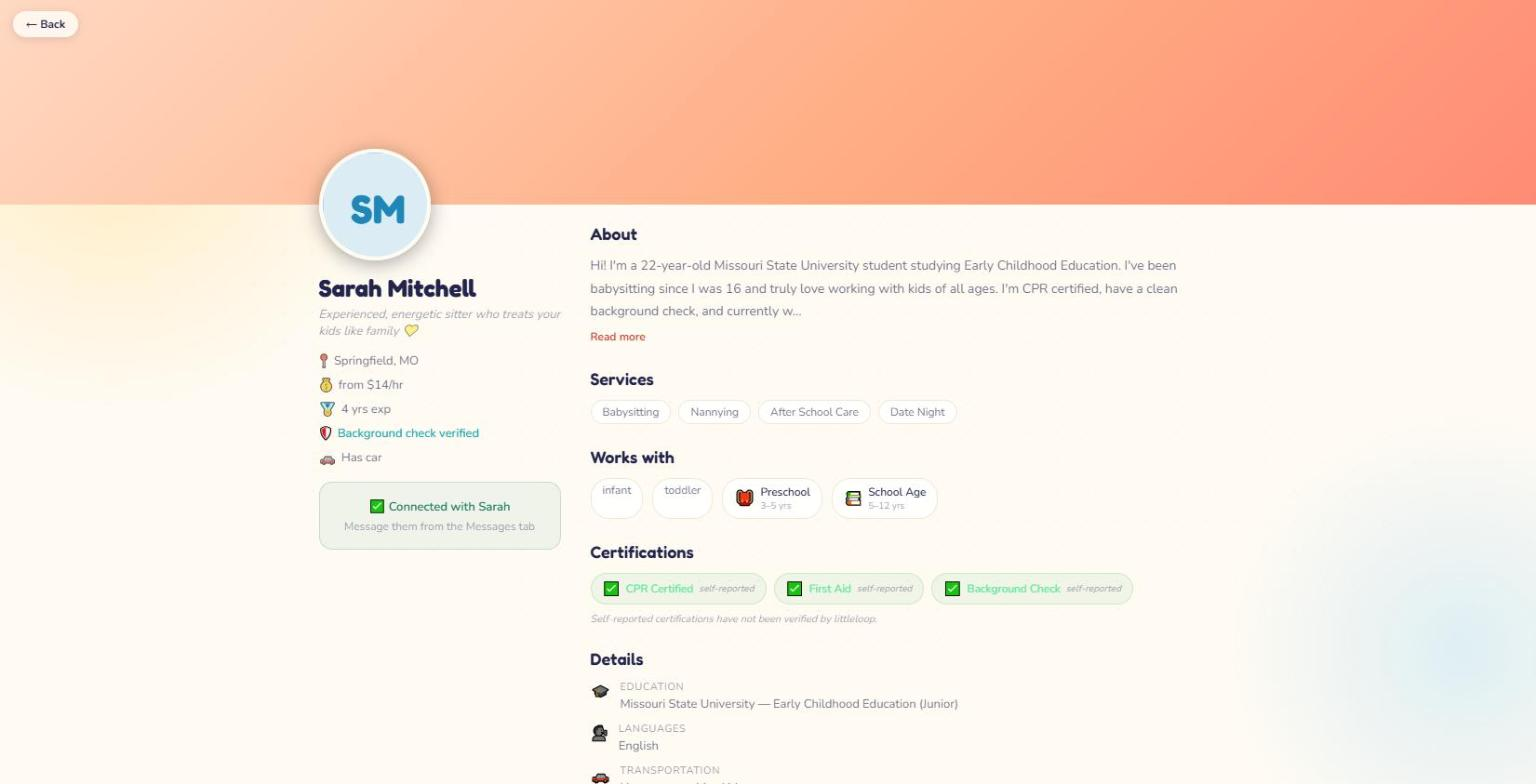 ← Back
SM
Sarah Mitchell
Experienced, energetic sitter who treats your
kids like family
Springfield, MO
from $14/hr
4 yrs exp
Background check verified
Has car
Connected with Sarah
Message them from the Messages tab
About
Hi! I'm a 22-year-old Missouri State University student studying Early Childhood Education. I've been
babysitting since I was 16 and truly love working with kids of all ages. I'm CPR certified, have a clean
background check, and currently w...
Read more
Services
Babysitting Nannying After School Care Date Night
Works with
infant toddler Preschool School Age
3–5 yrs 5–12 yrs
Certifications
CPR Certified self-reported First Aid self-reported Background Check self-reported
Self-reported certifications have not been verified by littleloop.
Details
EDUCATION
Missouri State University — Early Childhood Education (Junior)
LANGUAGES
English
TRANSPORTATION